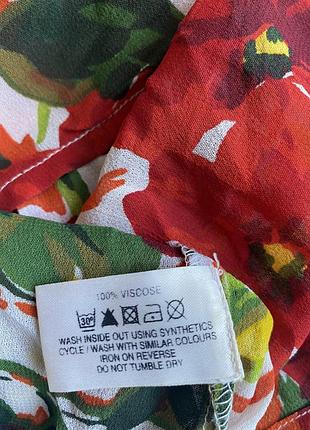 100% VISCOSE
30°
WASH INSIDE OUT USING SYNTHETICS
CYCLE / WASH WITH SIMILAR COLOURS
IRON ON REVERSE
DO NOT TUMBLE DRY